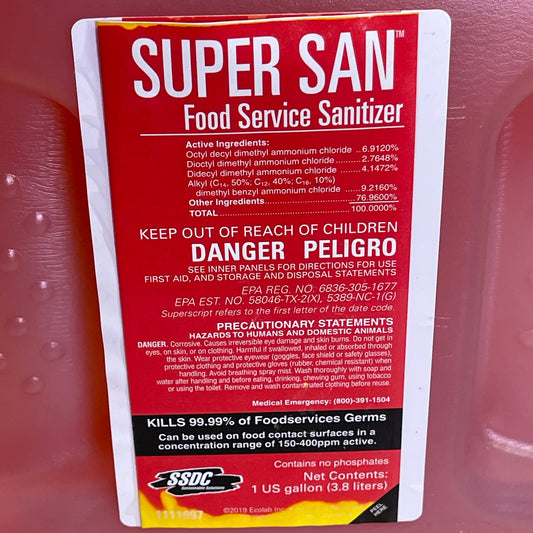 SUPER SAN™
Food Service Sanitizer
Active Ingredients:
Octyl decyl dimethyl ammonium chloride ..6.9120%
Dioctyl dimethyl ammonium chloride..........2.7648%
Didecyl dimethyl ammonium chloride..........4.1472%
Alkyl (C14, 50%; C12, 40%; C16, 10%)
dimethyl benzyl ammonium chloride .....9.2160%
Other Ingredients..............................76.9600%
TOTAL..........................................100.0000%
KEEP OUT OF REACH OF CHILDREN
DANGER PELIGRO
SEE INNER PANELS FOR DIRECTIONS FOR USE
FIRST AID, AND STORAGE AND DISPOSAL STATEMENTS
EPA REG. NO. 6836-305-1677
EPA EST. NO. 58046-TX-2(X), 5389-NC-1(G)
Superscript refers to the first letter of the date code.
PRECAUTIONARY STATEMENTS
HAZARDS TO HUMANS AND DOMESTIC ANIMALS
DANGER. Corrosive. Causes irreversible eye damage and skin burns. Do not get in
eyes, on skin, or on clothing. Harmful if swallowed, inhaled or absorbed through
the skin. Wear protective eyewear (goggles, face shield or safety glasses),
protective clothing and protective gloves (rubber, chemical resistant) when
handling. Avoid breathing spray mist. Wash thoroughly with soap and
water after handling and before eating, drinking, chewing gum, using tobacco
or using the toilet. Remove and wash contaminated clothing before reuse.
Medical Emergency: (800)-391-1504
KILLS 99.99% of Foodservices Germs
Can be used on food contact surfaces in a
concentration range of 150-400ppm active.
Contains no phosphates
SSDC
Sustainable Solutions
Net Contents:
1 US gallon (3.8 liters)
©2019 Ecolab Inc.
PEEL
HERE